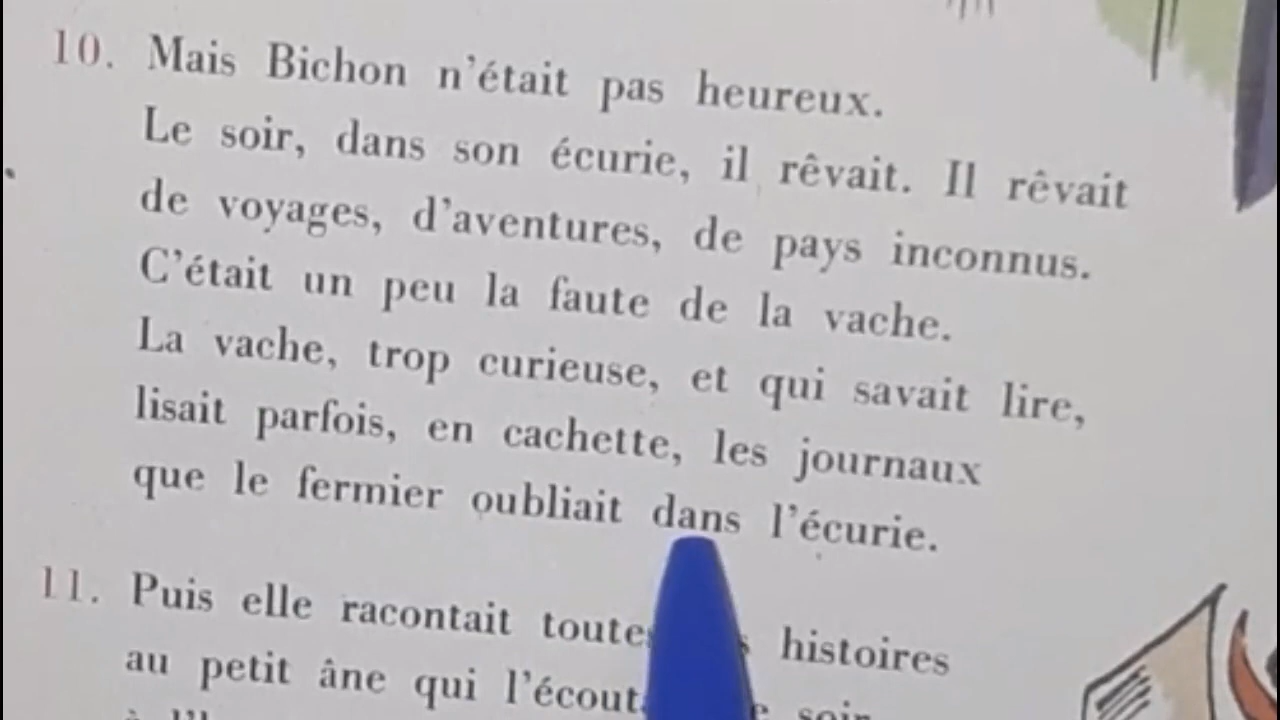 10. Mais Bichon n'était pas heureux.
Le soir, dans son écurie, il rêvait. Il rêvait
de voyages, d'aventures, de pays inconnus.
C'était un peu la faute de la vache.
La vache, trop curieuse, et qui savait lire,
lisait parfois, en cachette, les journaux
que le fermier oubliait dans l'écurie.
11. Puis elle racontait histoires
au petit âne qui soir